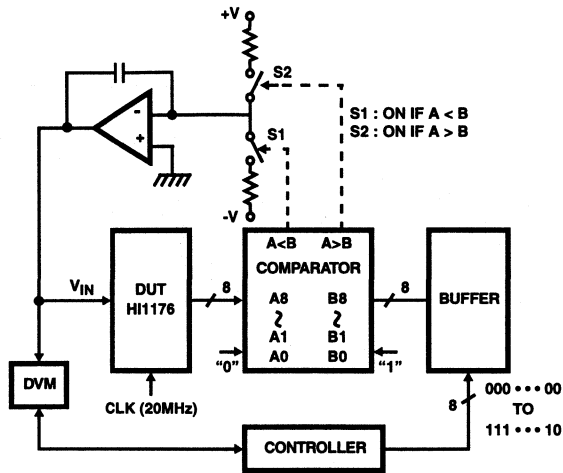 +V
S2
-
+
S1
S1 : ON IF A < B
S2 : ON IF A > B
-V
A<B A>B
COMPARATOR
A8 B8
A1 B1
A0 B0
VIN
DUT
HI1176
8
8
BUFFER
"0"
"1"
DVM
CLK (20MHz)
8
000 • • • 00
TO
111 • • • 10
CONTROLLER